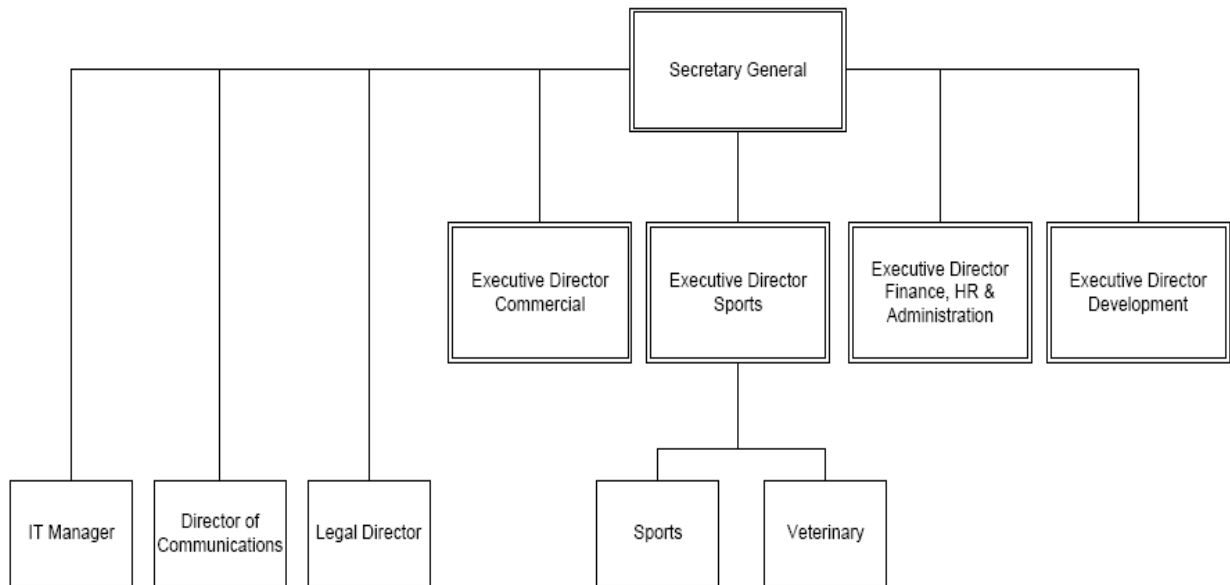 Secretary General
Executive Director
Commercial
Executive Director
Sports
Executive Director
Finance, HR &
Administration
Executive Director
Development
IT Manager
Director of
Communications
Legal Director
Sports
Veterinary